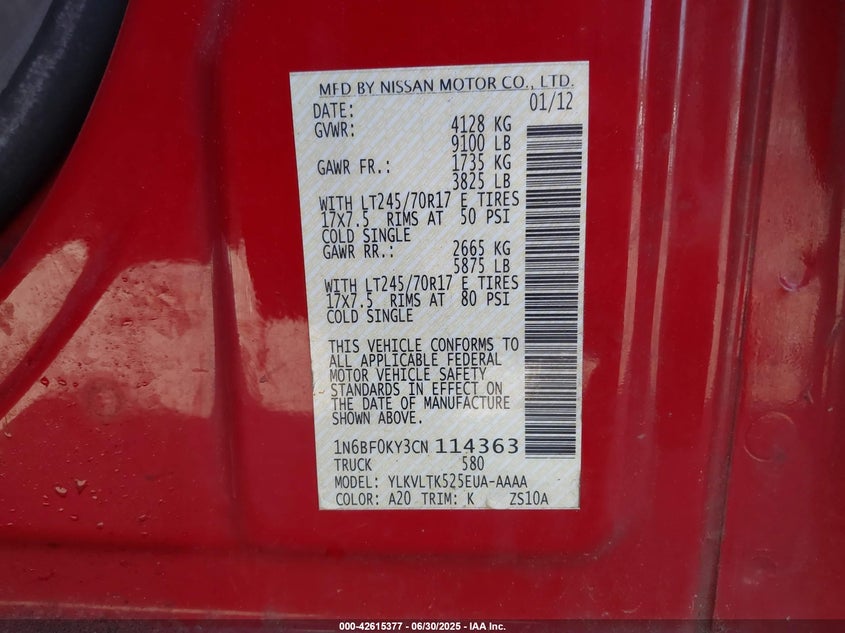 MFD BY NISSAN MOTOR CO., LTD.
DATE: 01/12
GVWR: 4128 KG
9100 LB
GAWR FR.: 1735 KG
3825 LB
WITH LT245/70R17 E TIRES
17X7.5 RIMS AT 50 PSI
COLD SINGLE
GAWR RR.: 2665 KG
5875 LB
WITH LT245/70R17 E TIRES
17X7.5 RIMS AT 80 PSI
COLD SINGLE
THIS VEHICLE CONFORMS TO
ALL APPLICABLE FEDERAL
MOTOR VEHICLE SAFETY
STANDARDS IN EFFECT ON
THE DATE OF MANUFACTURE
SHOWN ABOVE.
1N6BF0KY3CN 114363
TRUCK 580
MODEL: YLKVLTK525EUA-AAAA
COLOR: A20 TRIM: K ZS10A
000-42615377 - 06/30/2025 - IAA Inc.